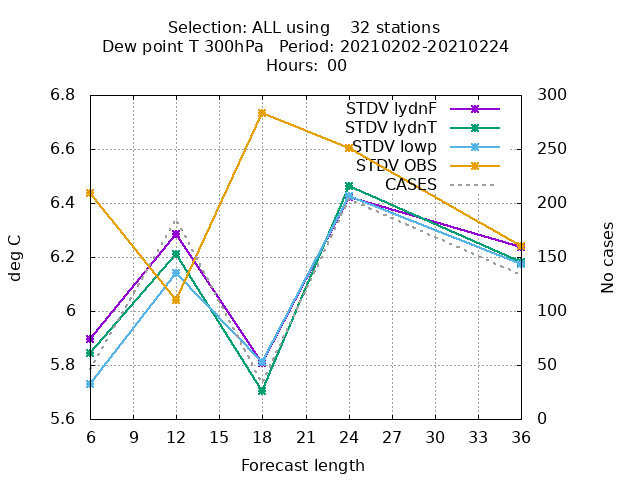 Selection: ALL using    32 stations
Dew point T 300hPa   Period: 20210202-20210224
Hours:  00
6.8
6.6
6.4
6.2
6
5.8
5.6
deg C
300
250
200
150
100
50
0
No cases
STDV lydnF
STDV lydnT
STDV lowp
STDV OBS
CASES
6 9 12 15 18 21 24 27 30 33 36
Forecast length